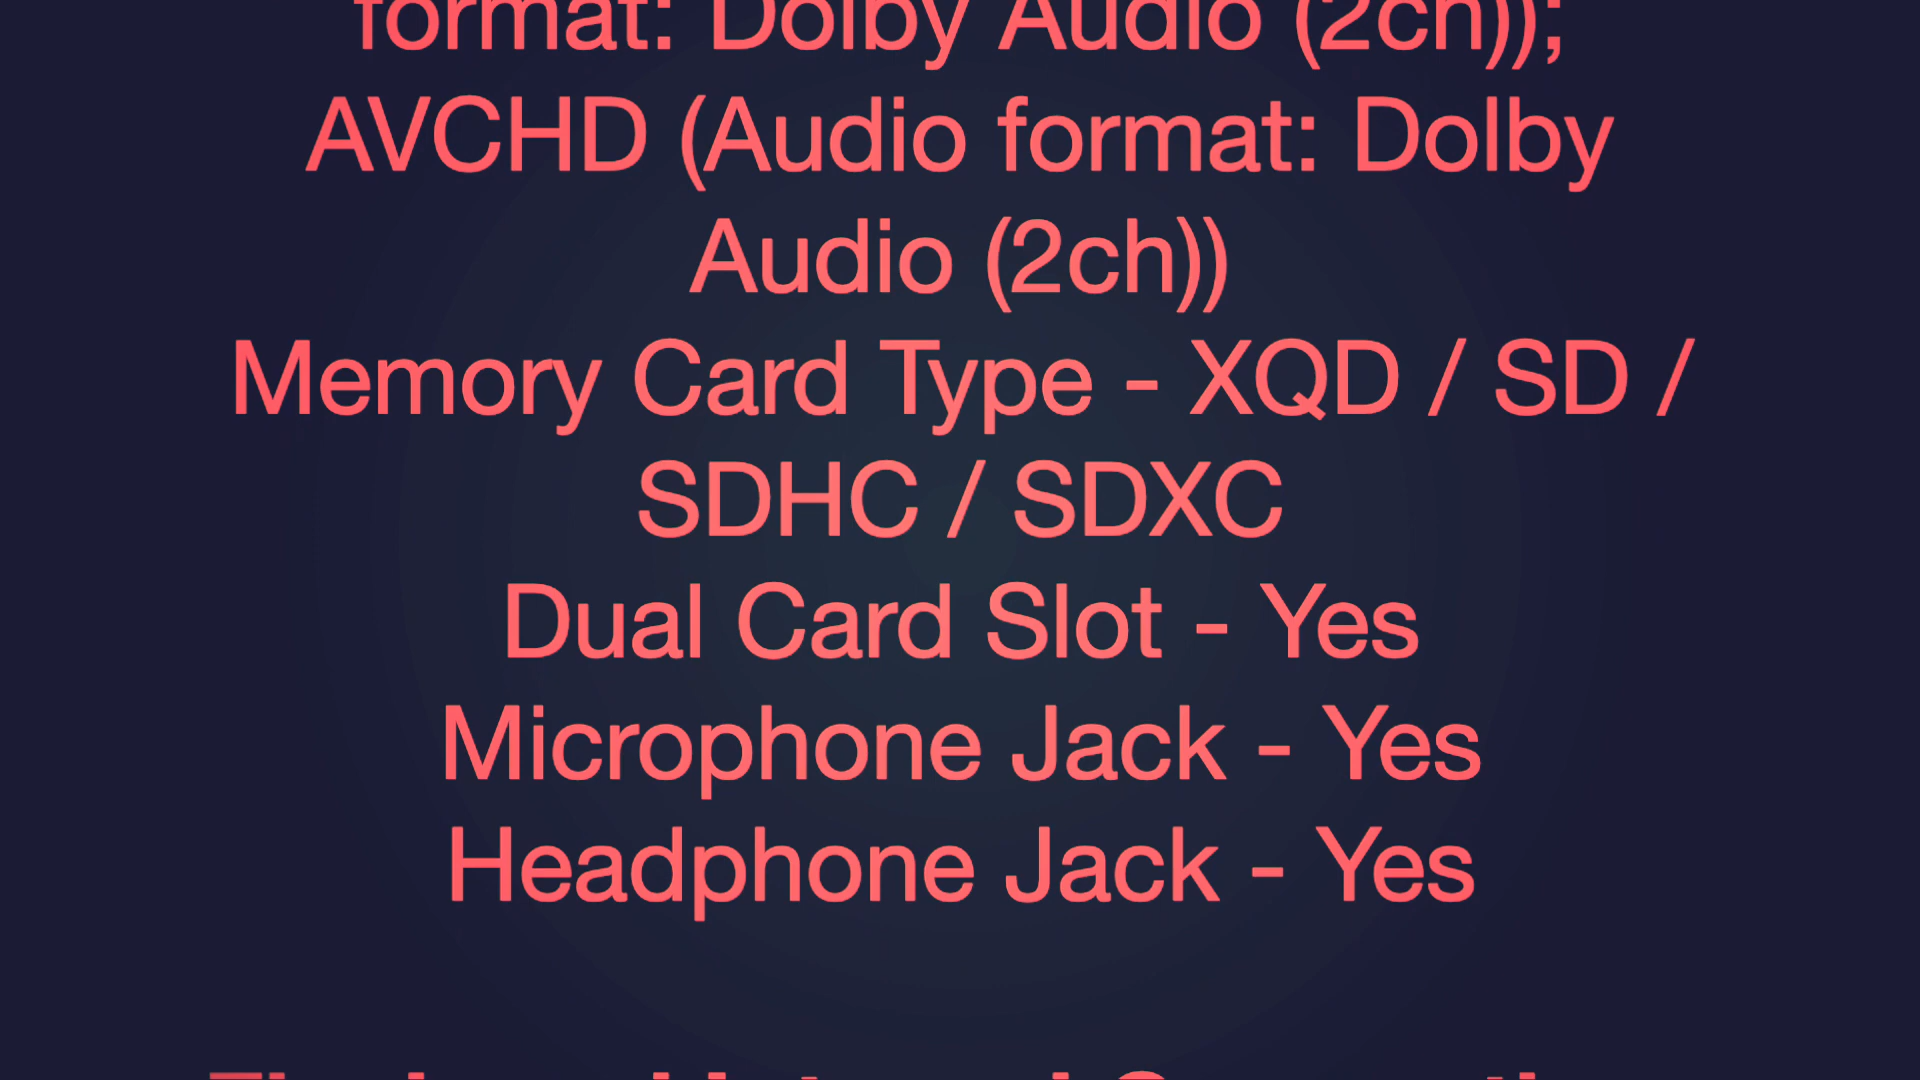 format: Dolby Audio (2ch));
AVCHD (Audio format: Dolby
Audio (2ch))
Memory Card Type - XQD / SD /
SDHC / SDXC
Dual Card Slot - Yes
Microphone Jack - Yes
Headphone Jack - Yes